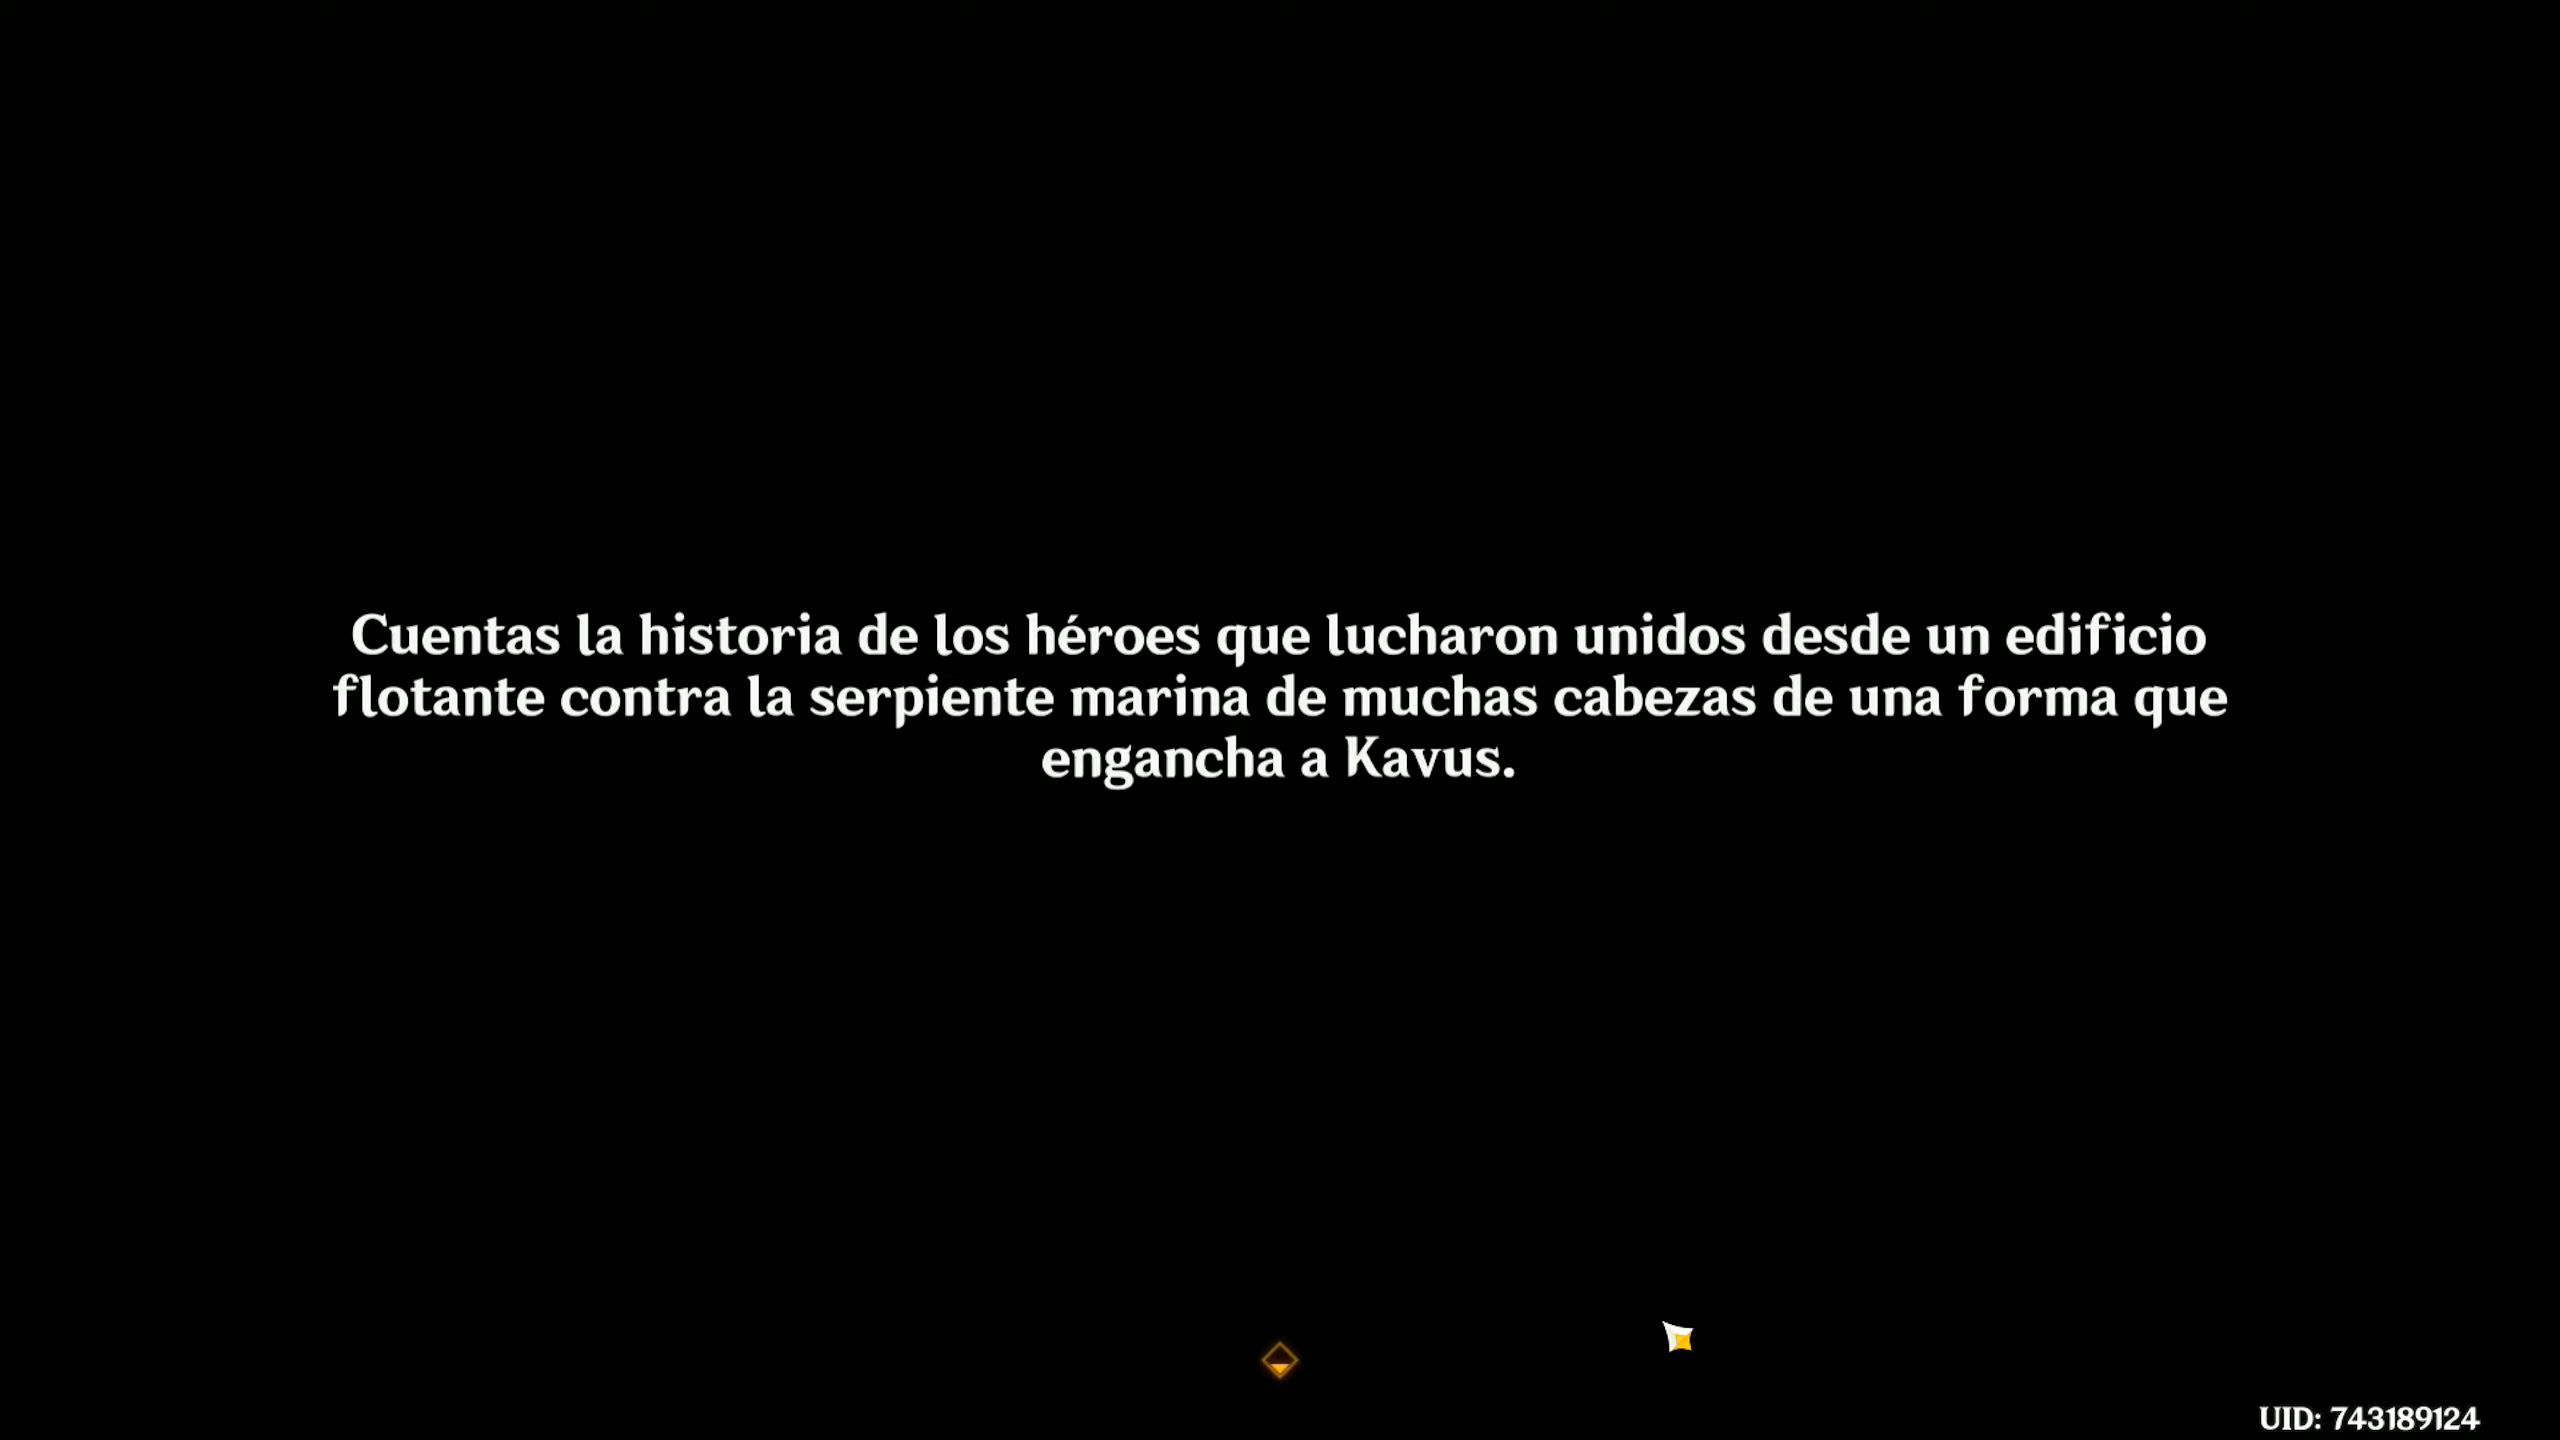 Cuentas la historia de los héroes que lucharon unidos desde un edificio
flotante contra la serpiente marina de muchas cabezas de una forma que
engancha a Kavus.
UID: 743189124